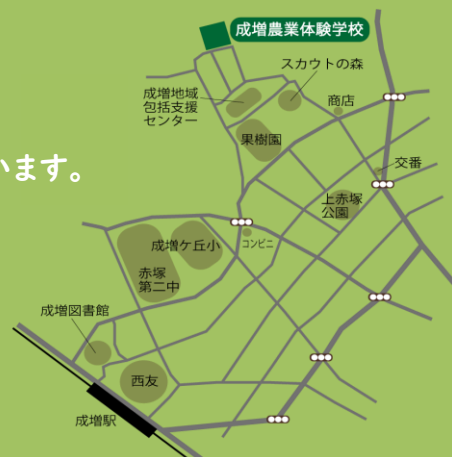 成増農業体験学校
スカウトの森
成増地域
包括支援
センター
商店
果樹園
交番
います。
上赤塚
公園
成増ケ丘小
コンビニ
赤塚
第二中
成増図書館
西友
成増駅